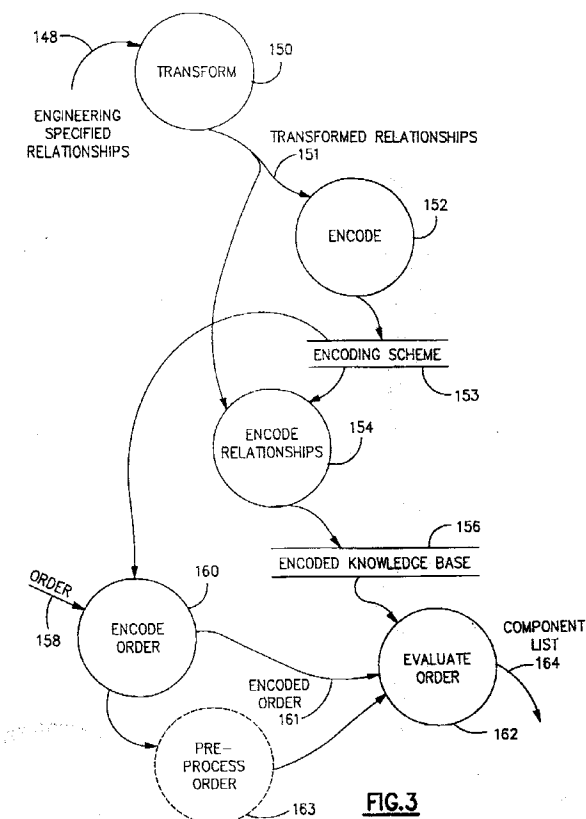 148
TRANSFORM
150
ENGINEERING
SPECIFIED
RELATIONSHIPS
TRANSFORMED RELATIONSHIPS
151
152
ENCODE
ENCODING SCHEME
153
ENCODE
RELATIONSHIPS
154
156
ENCODED KNOWLEDGE BASE
ORDER
158
160
ENCODE
ORDER
COMPONENT
LIST
164
EVALUATE
ORDER
ENCODED
ORDER
161
162
PRE-
PROCESS
ORDER
163
FIG.3